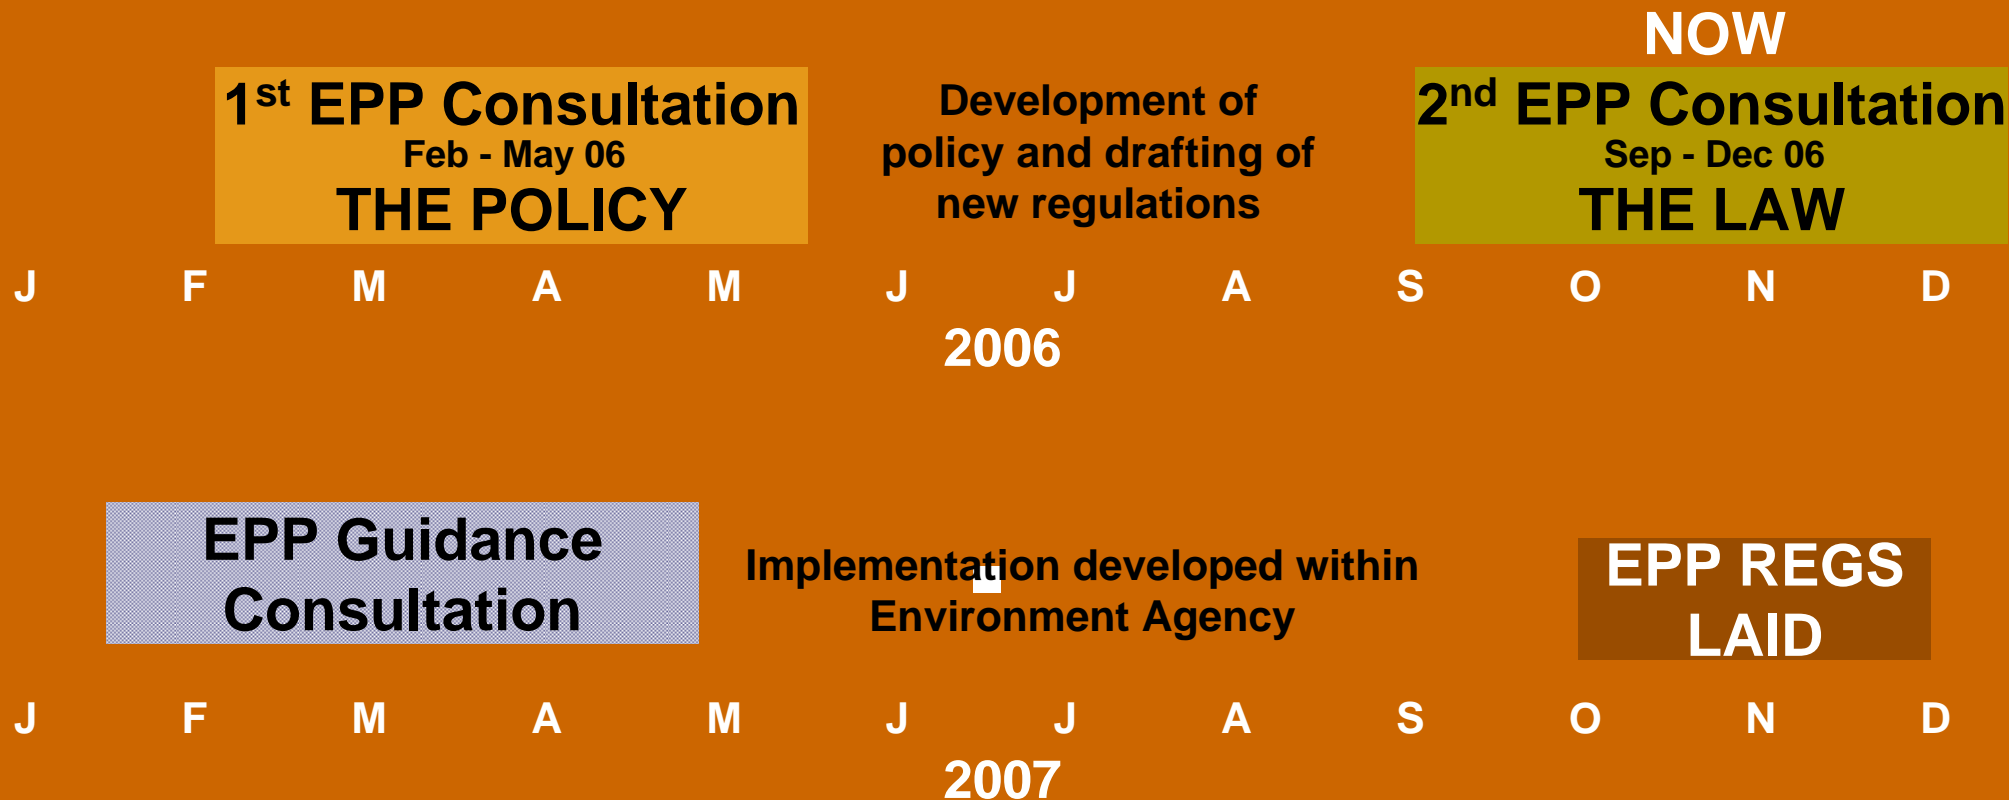 NOW
1st EPP Consultation
Feb - May 06
THE POLICY
Development of
policy and drafting of
new regulations
2nd EPP Consultation
Sep - Dec 06
THE LAW
J F M A M J J A S O N D
2006
EPP Guidance
Consultation
Implementation developed within
Environment Agency
EPP REGS
LAID
J F M A M J J A S O N D
2007